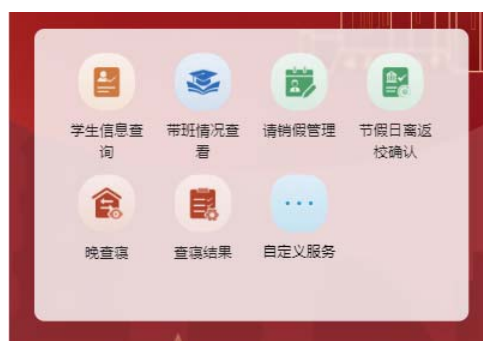 学生信息查
询
带班情况查
看
请销假管理
节假日离返
校确认
晚查寝
查寝结果
自定义服务